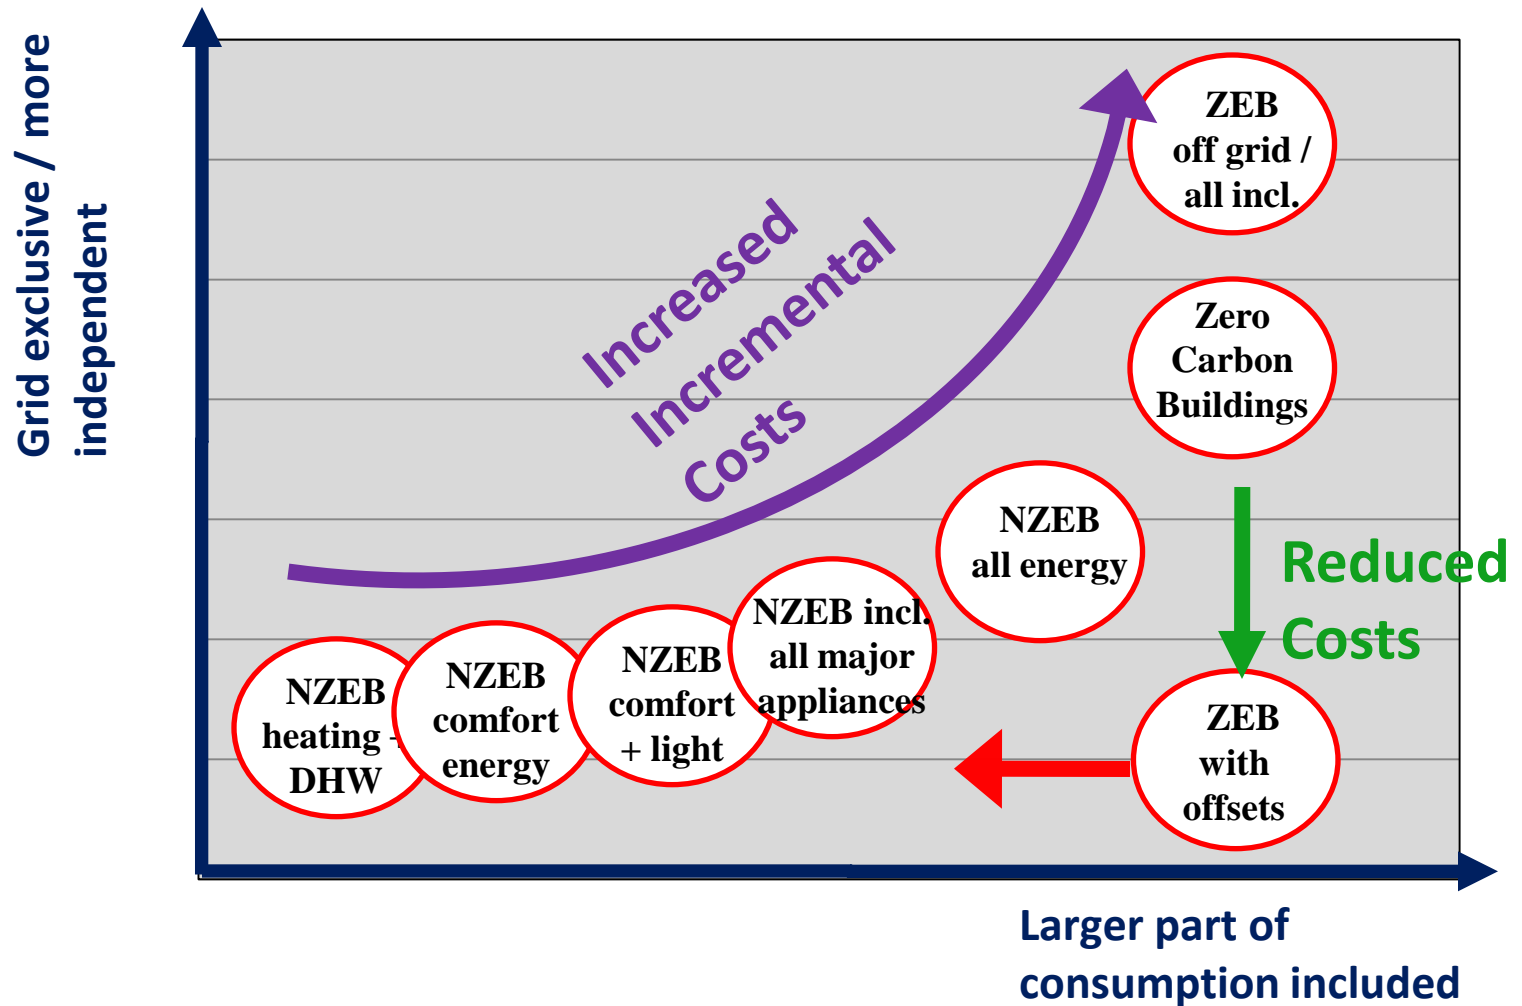 Grid exclusive / more
independent
ZEB
off grid /
all incl.
Increased
Incremental
Costs
Zero
Carbon
Buildings
NZEB
all energy
Reduced
Costs
NZEB incl.
all major
appliances
NZEB
comfort
+ light
NZEB
comfort
energy
NZEB
heating +
DHW
ZEB
with
offsets
Larger part of
consumption included